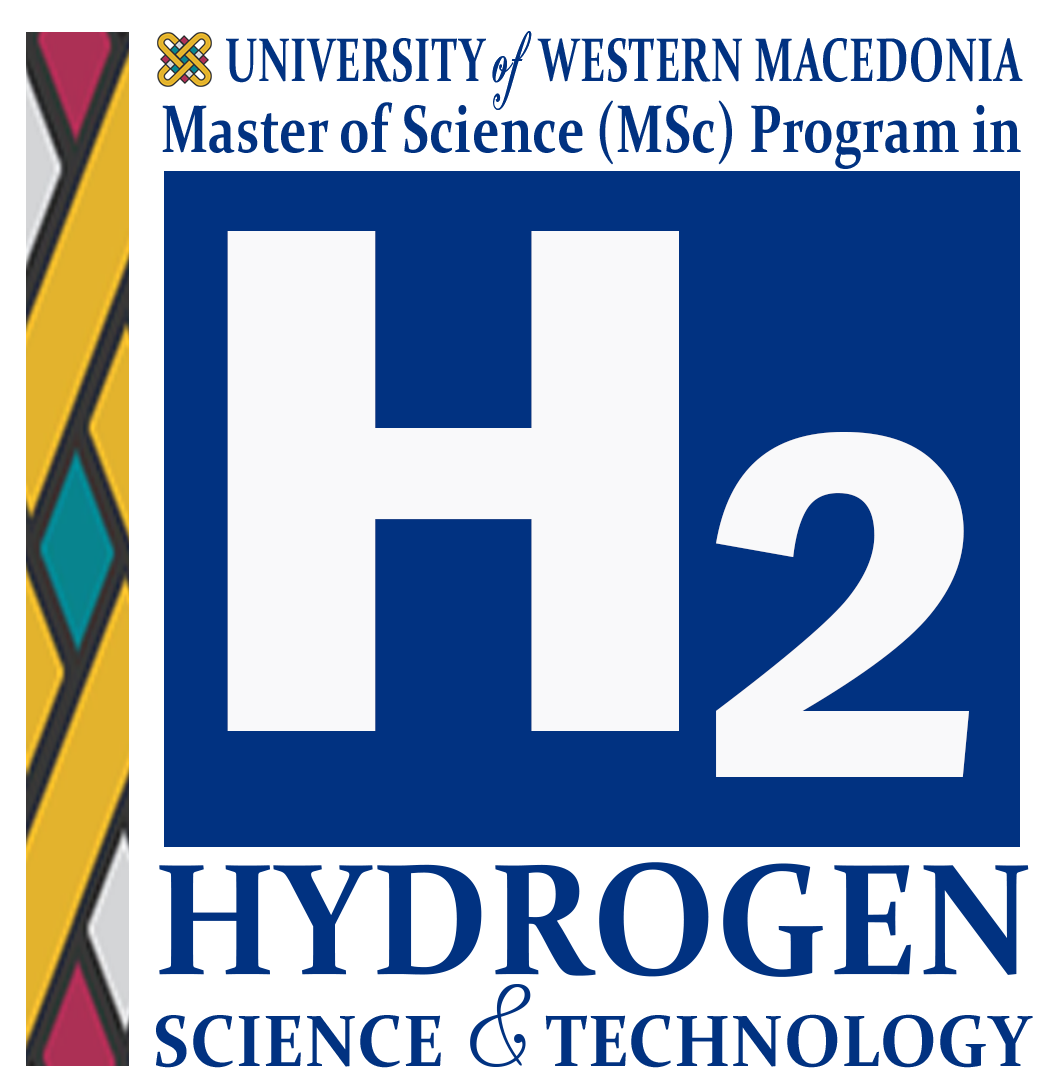 UNIVERSITY of WESTERN MACEDONIA
Master of Science (MSc) Program in
H2
HYDROGEN
SCIENCE & TECHNOLOGY